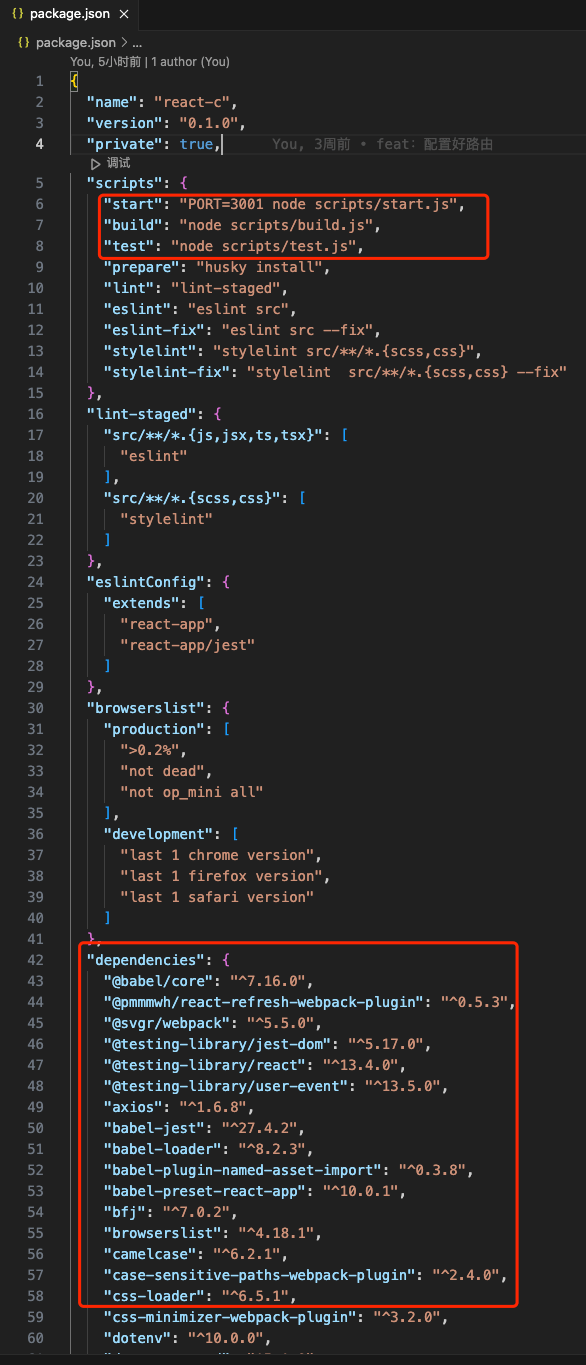 {} package.json ×
{} package.json > ...
You, 5小时前 | 1 author (You)
1 {
2 "name": "react-c",
3 "version": "0.1.0",
4 "private": true, You, 3周前 • feat: 配置好路由
▷ 调试
5 "scripts": {
6 "start": "PORT=3001 node scripts/start.js",
7 "build": "node scripts/build.js",
8 "test": "node scripts/test.js",
9 "prepare": "husky install",
10 "lint": "lint-staged",
11 "eslint": "eslint src",
12 "eslint-fix": "eslint src --fix",
13 "stylelint": "stylelint src/**/*.{scss,css}",
14 "stylelint-fix": "stylelint  src/**/*.{scss,css} --fix"
15 },
16 "lint-staged": {
17 "src/**/*.{js,jsx,ts,tsx}": [
18 "eslint"
19 ],
20 "src/**/*.{scss,css}": [
21 "stylelint"
22 ]
23 },
24 "eslintConfig": {
25 "extends": [
26 "react-app",
27 "react-app/jest"
28 ]
29 },
30 "browserslist": {
31 "production": [
32 ">0.2%",
33 "not dead",
34 "not op_mini all"
35 ],
36 "development": [
37 "last 1 chrome version",
38 "last 1 firefox version",
39 "last 1 safari version"
40 ]
41 },
42 "dependencies": {
43 "@babel/core": "^7.16.0",
44 "@pmmmwh/react-refresh-webpack-plugin": "^0.5.3",
45 "@svgr/webpack": "^5.5.0",
46 "@testing-library/jest-dom": "^5.17.0",
47 "@testing-library/react": "^13.4.0",
48 "@testing-library/user-event": "^13.5.0",
49 "axios": "^1.6.8",
50 "babel-jest": "^27.4.2",
51 "babel-loader": "^8.2.3",
52 "babel-plugin-named-asset-import": "^0.3.8",
53 "babel-preset-react-app": "^10.0.1",
54 "bfj": "^7.0.2",
55 "browserslist": "^4.18.1",
56 "camelcase": "^6.2.1",
57 "case-sensitive-paths-webpack-plugin": "^2.4.0",
58 "css-loader": "^6.5.1",
59 "css-minimizer-webpack-plugin": "^3.2.0",
60 "dotenv": "^10.0.0",